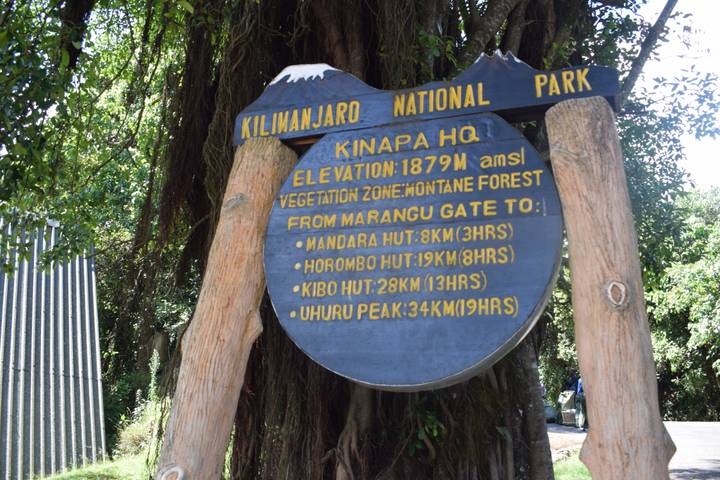 KILIMANJARO NATIONAL PARK
KINAPA HQ
ELEVATION:1879M amsl
VEGETATION ZONE:MONTANE FOREST
FROM MARANGU GATE TO:
• MANDARA HUT:8KM(3HRS)
• HOROMBO HUT:19KM(8HRS)
• KIBO HUT:28KM(13HRS)
• UHURU PEAK:34KM(19HRS)